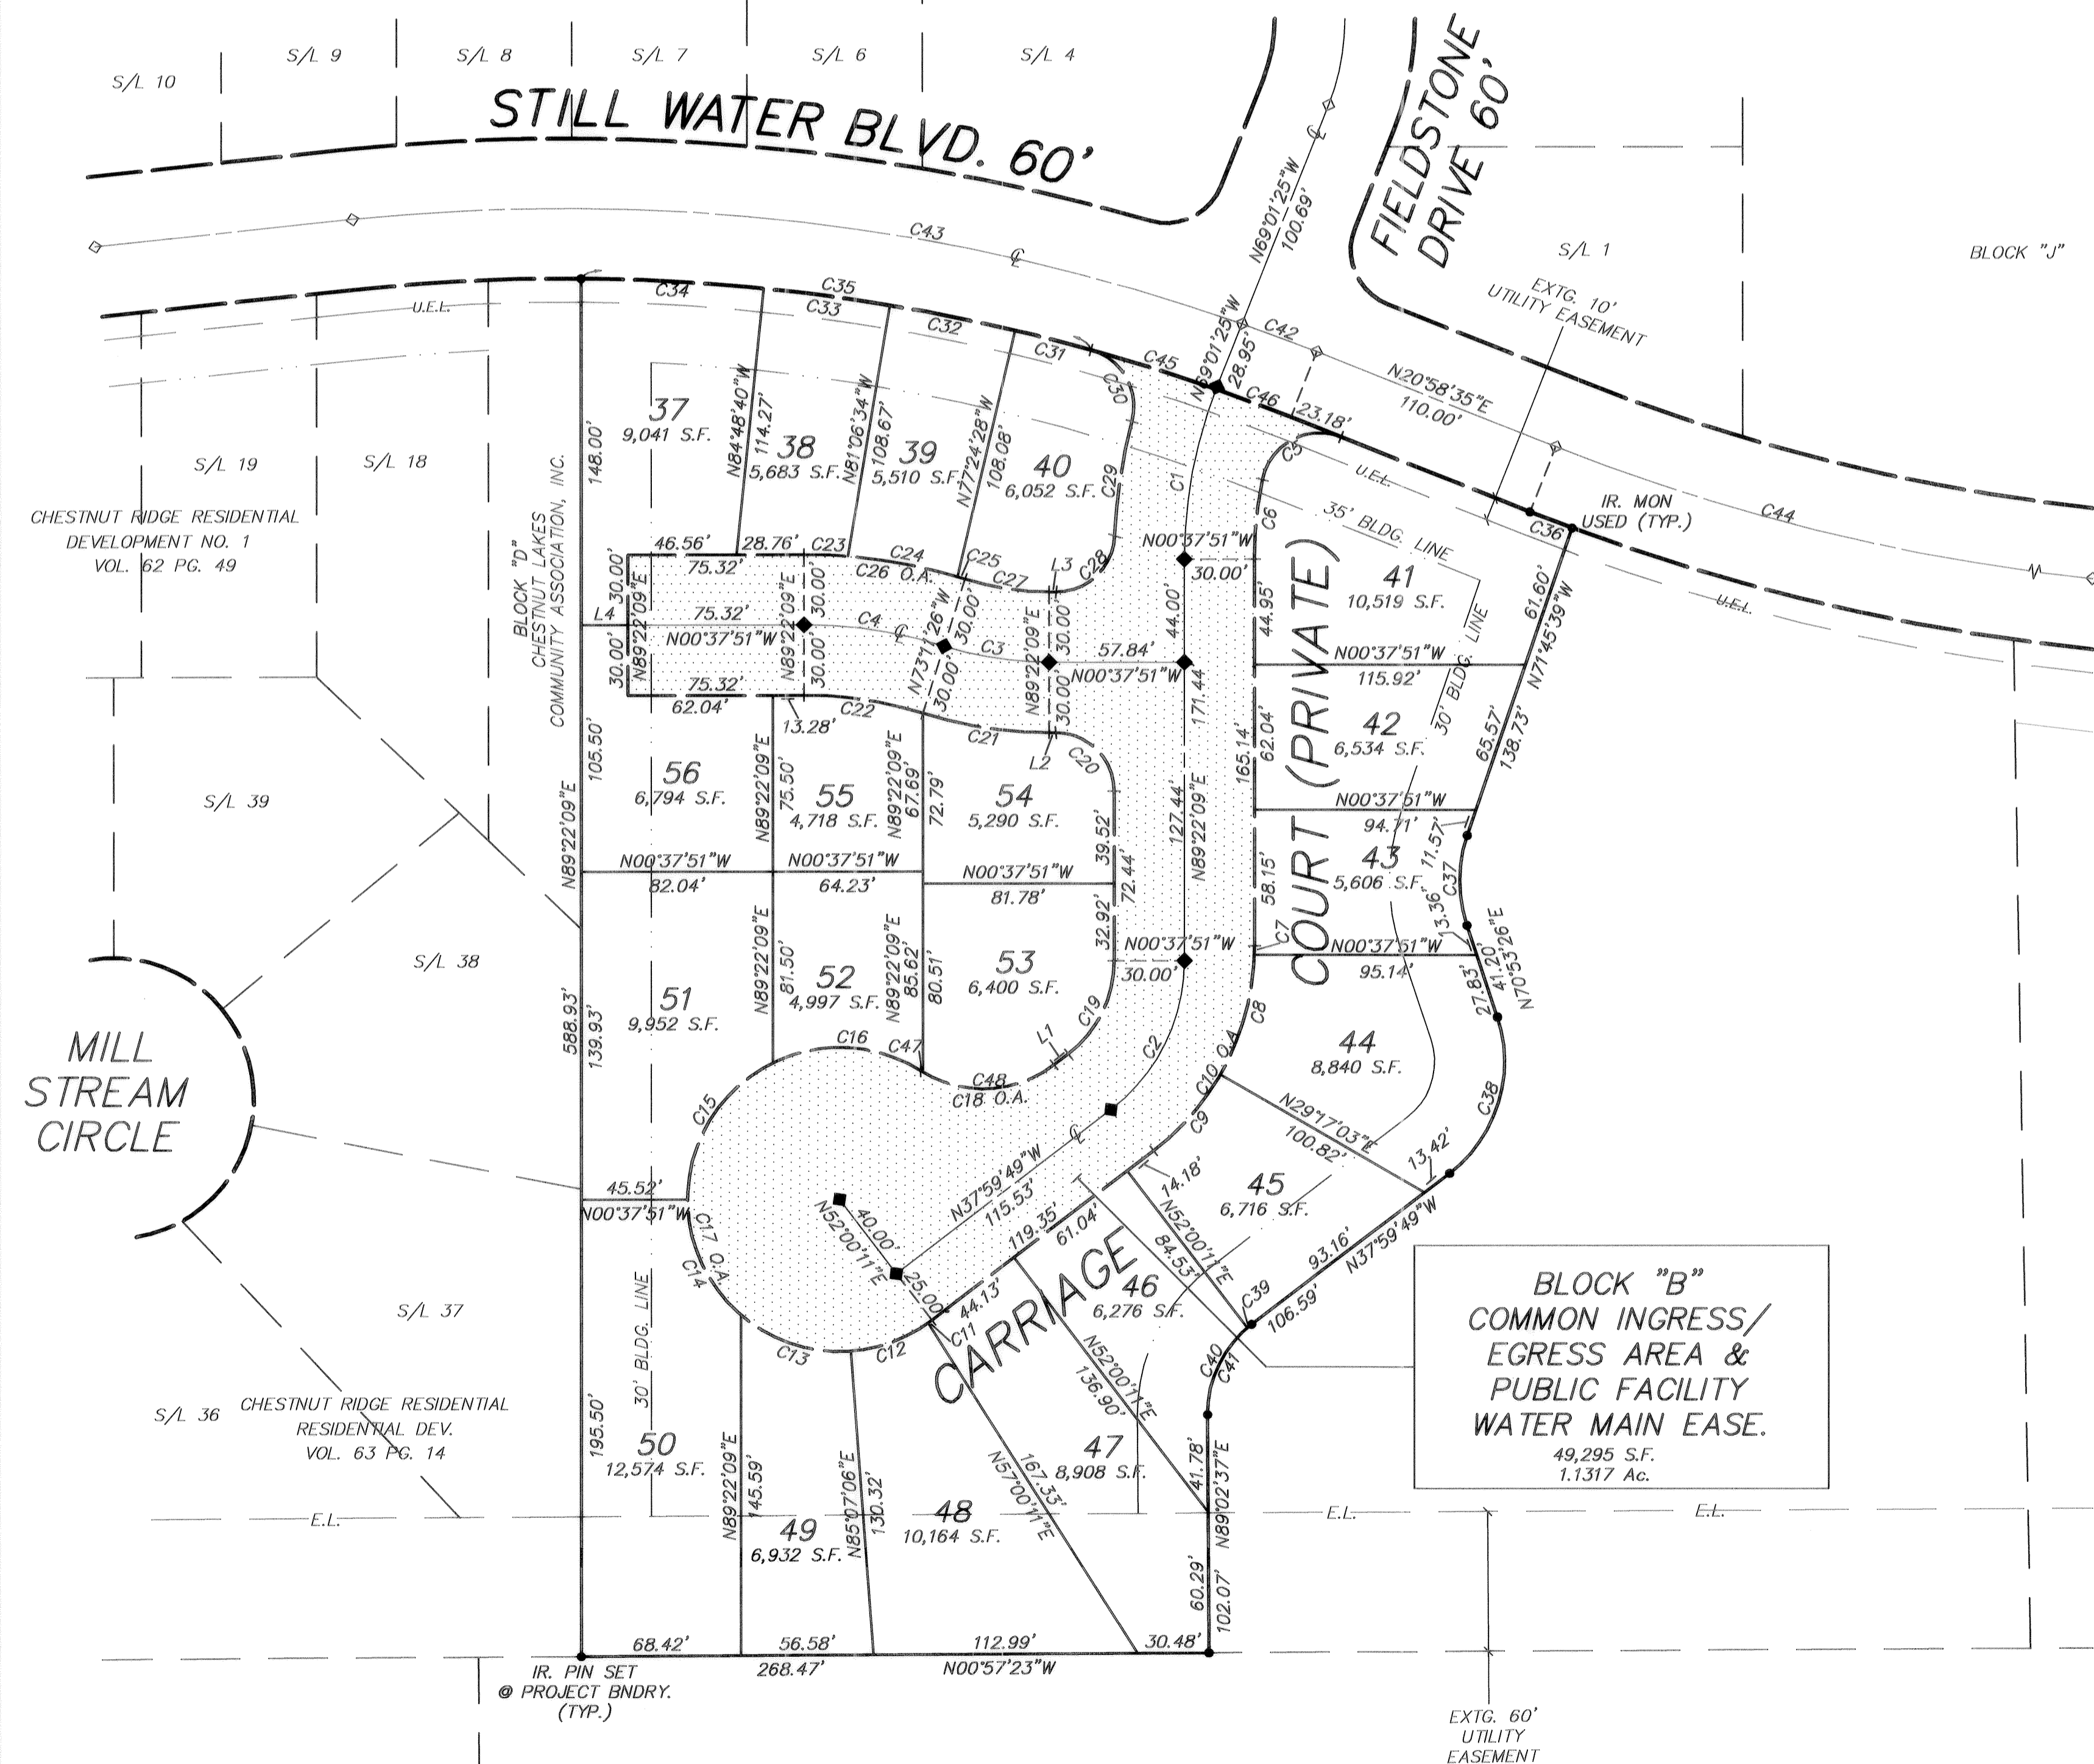 S/L 10
S/L 9
S/L 8
S/L 7
S/L 6
S/L 4
STILL WATER BLVD. 60'
FIELDSTONE
DRIVE 60'
S/L 1
BLOCK "J"
EXTG. 10'
UTILITY EASEMENT
N69°01'25"W
100.69'
C43
℄
℄
C42
N20°58'35"E
110.00'
C44
N69°01'25"W
28.95'
C45
C46
23.18'
C34
C35
C33
C32
C31
C30
U.E.L.
U.E.L.
U.E.L.
C5
C36
IR. MON
USED (TYP.)
35' BLDG. LINE
37
9,041 S.F.
N84°48'40"W
114.27'
38
5,683 S.F.
N81°06'34"W
108.67'
39
5,510 S.F.
N77°24'28"W
108.08'
40
6,052 S.F.
C29
C1
C6
148.00'
S/L 19
S/L 18
CHESTNUT RIDGE RESIDENTIAL
DEVELOPMENT NO. 1
VOL. 62 PG. 49
BLOCK "D"
CHESTNUT LAKES
COMMUNITY ASSOCIATION, INC.
46.56'
28.76'
C23
C24
C25
75.32'
C26 O.A.
C27
L3
C28
N00°37'51"W
30.00'
41
10,519 S.F.
61.60'
N71°45'39"W
30.00'
N89°22'09"E
30.00'
L4
75.32'
N00°37'51"W
N89°22'09"E
30.00'
30.00'
C4
℄
N73°11'26"W
30.00'
30.00'
C3
N89°22'09"E
30.00'
30.00'
57.84'
N00°37'51"W
44.00'
171.44'
44.95'
N00°37'51"W
115.92'
30' BLDG. LINE
75.32'
62.04'
13.28'
C22
C21
L2
C20
165.14'
62.04'
COURT (PRIVATE)
42
6,534 S.F.
65.57'
138.73'
105.50'
N89°22'09"E
56
6,794 S.F.
N89°22'09"E
75.50'
55
4,718 S.F.
N89°22'09"E
67.69'
72.79'
54
5,290 S.F.
39.52'
72.44'
127.44'
N89°22'09"E
N00°37'51"W
94.71'
11.57'
43
5,606 S.F.
C37
13.36'
S/L 39
N00°37'51"W
82.04'
N00°37'51"W
64.23'
N00°37'51"W
81.78'
32.92'
58.15'
C7
N00°37'51"W
30.00'
N00°37'51"W
95.14'
27.83'
41.20'
N70°53'26"E
S/L 38
51
9,952 S.F.
N89°22'09"E
81.50'
52
4,997 S.F.
N89°22'09"E
85.62'
80.51'
53
6,400 S.F.
C19
L1
C2
C8
C10 O.A.
C9
44
8,840 S.F.
C38
588.93'
139.93'
MILL
STREAM
CIRCLE
C16
C47
C48
C18 O.A.
C15
℄
N29°17'03"E
100.82'
13.42'
45.52'
N00°37'51"W
N37°59'49"W
115.53'
14.18'
45
6,716 S.F.
40.00'
N52°00'11"E
25.00'
C17 O.A.
C14
119.35'
61.04'
N52°00'11"E
84.53'
93.16'
N37°59'49"W
106.59'
C39
44.13'
C11
CARRIAGE
46
6,276 S.F.
N52°00'11"E
136.90'
C40
C41
C13
C12
S/L 37
30' BLDG. LINE
BLOCK "B"
COMMON INGRESS/
EGRESS AREA &
PUBLIC FACILITY
WATER MAIN EASE.
49,295 S.F.
1.1317 Ac.
S/L 36
CHESTNUT RIDGE RESIDENTIAL
RESIDENTIAL DEV.
VOL. 63 PG. 14
195.50'
50
12,574 S.F.
N89°22'09"E
145.59'
49
6,932 S.F.
N85°07'06"E
130.32'
48
10,164 S.F.
167.33'
N57°00'11"E
47
8,908 S.F.
41.78'
N89°02'37"E
60.29'
102.07'
E.L.
E.L.
E.L.
68.42'
56.58'
112.99'
30.48'
268.47'
N00°57'23"W
IR. PIN SET
@ PROJECT BNDRY.
(TYP.)
EXTG. 60'
UTILITY
EASEMENT